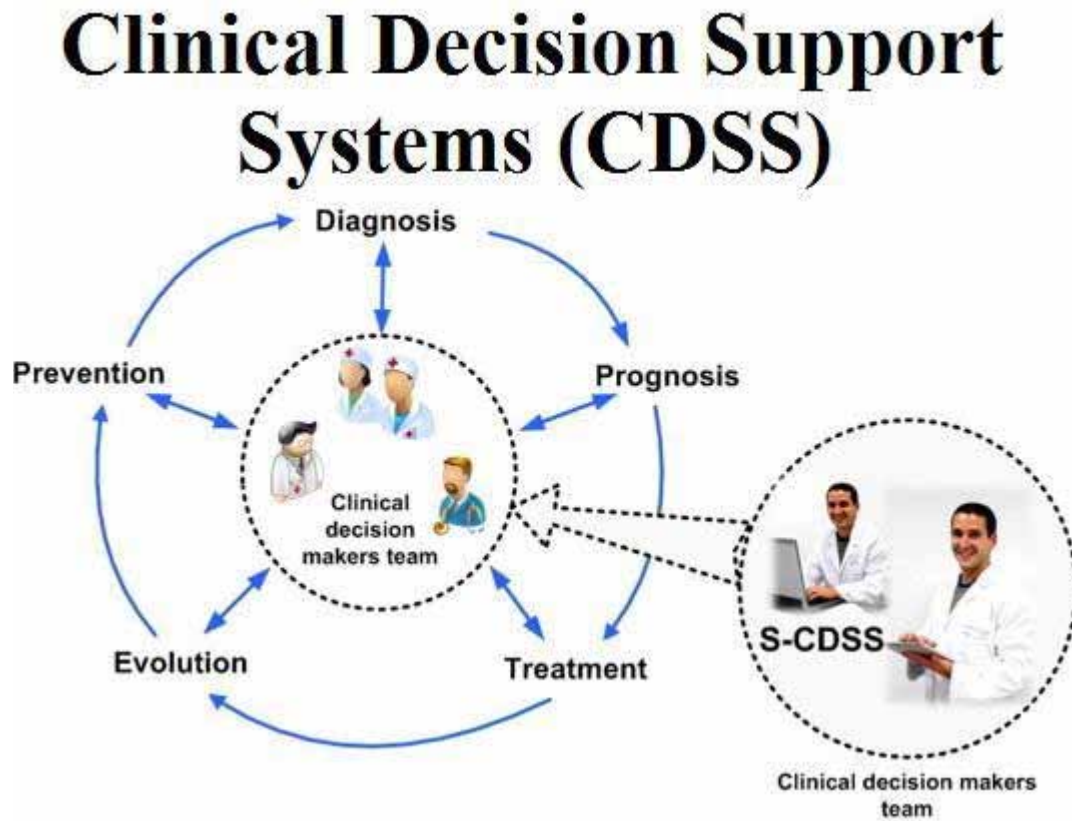 Clinical Decision Support
Systems (CDSS)
Diagnosis
Prevention
Prognosis
Clinical
decision
makers team
S-CDSS
Evolution
Treatment
Clinical decision makers
team